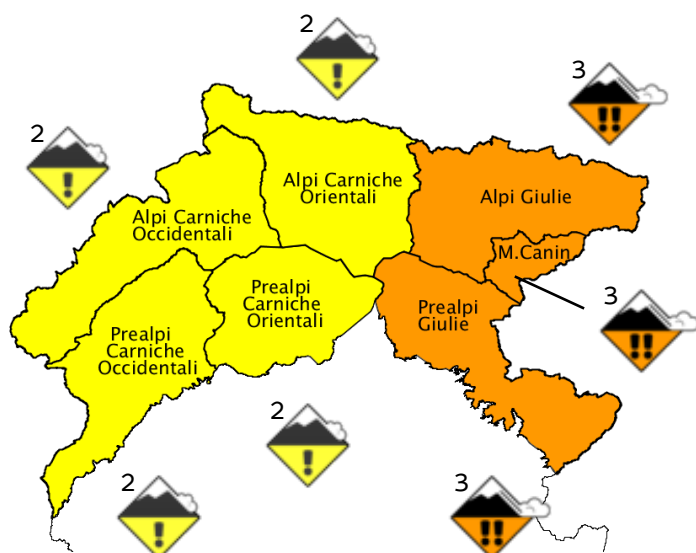 2
3
2
Alpi Carniche
Orientali
Alpi Giulie
Alpi Carniche
Occidentali
M.Canin
Prealpi
Carniche
Orientali
Prealpi
Giulie
3
Prealpi
Carniche
Occidentali
2
2
3